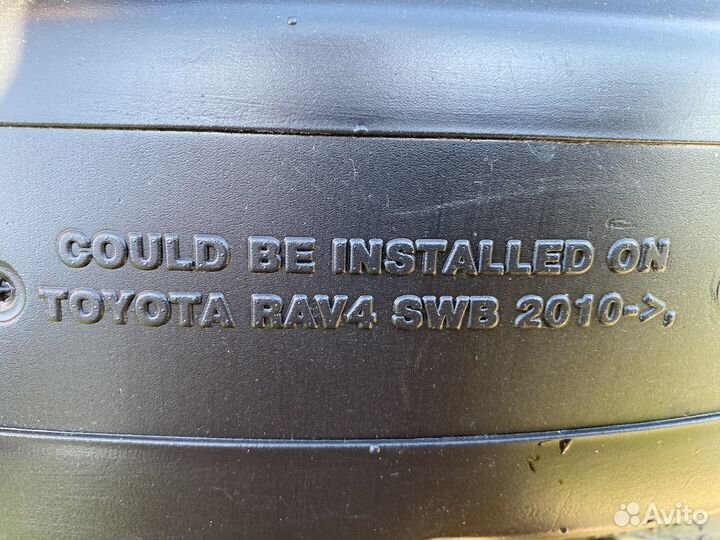 COULD BE INSTALLED ON
TOYOTA RAV4 SWB 2010->,
Avito